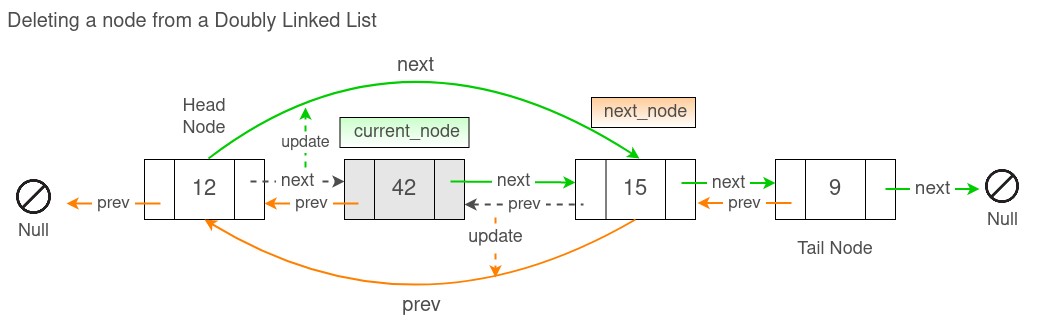 Deleting a node from a Doubly Linked List
next
Head
Node
next_node
current_node
update
12
next
42
next
15
next
9
next
prev
prev
prev
prev
Null
Null
update
Tail Node
prev